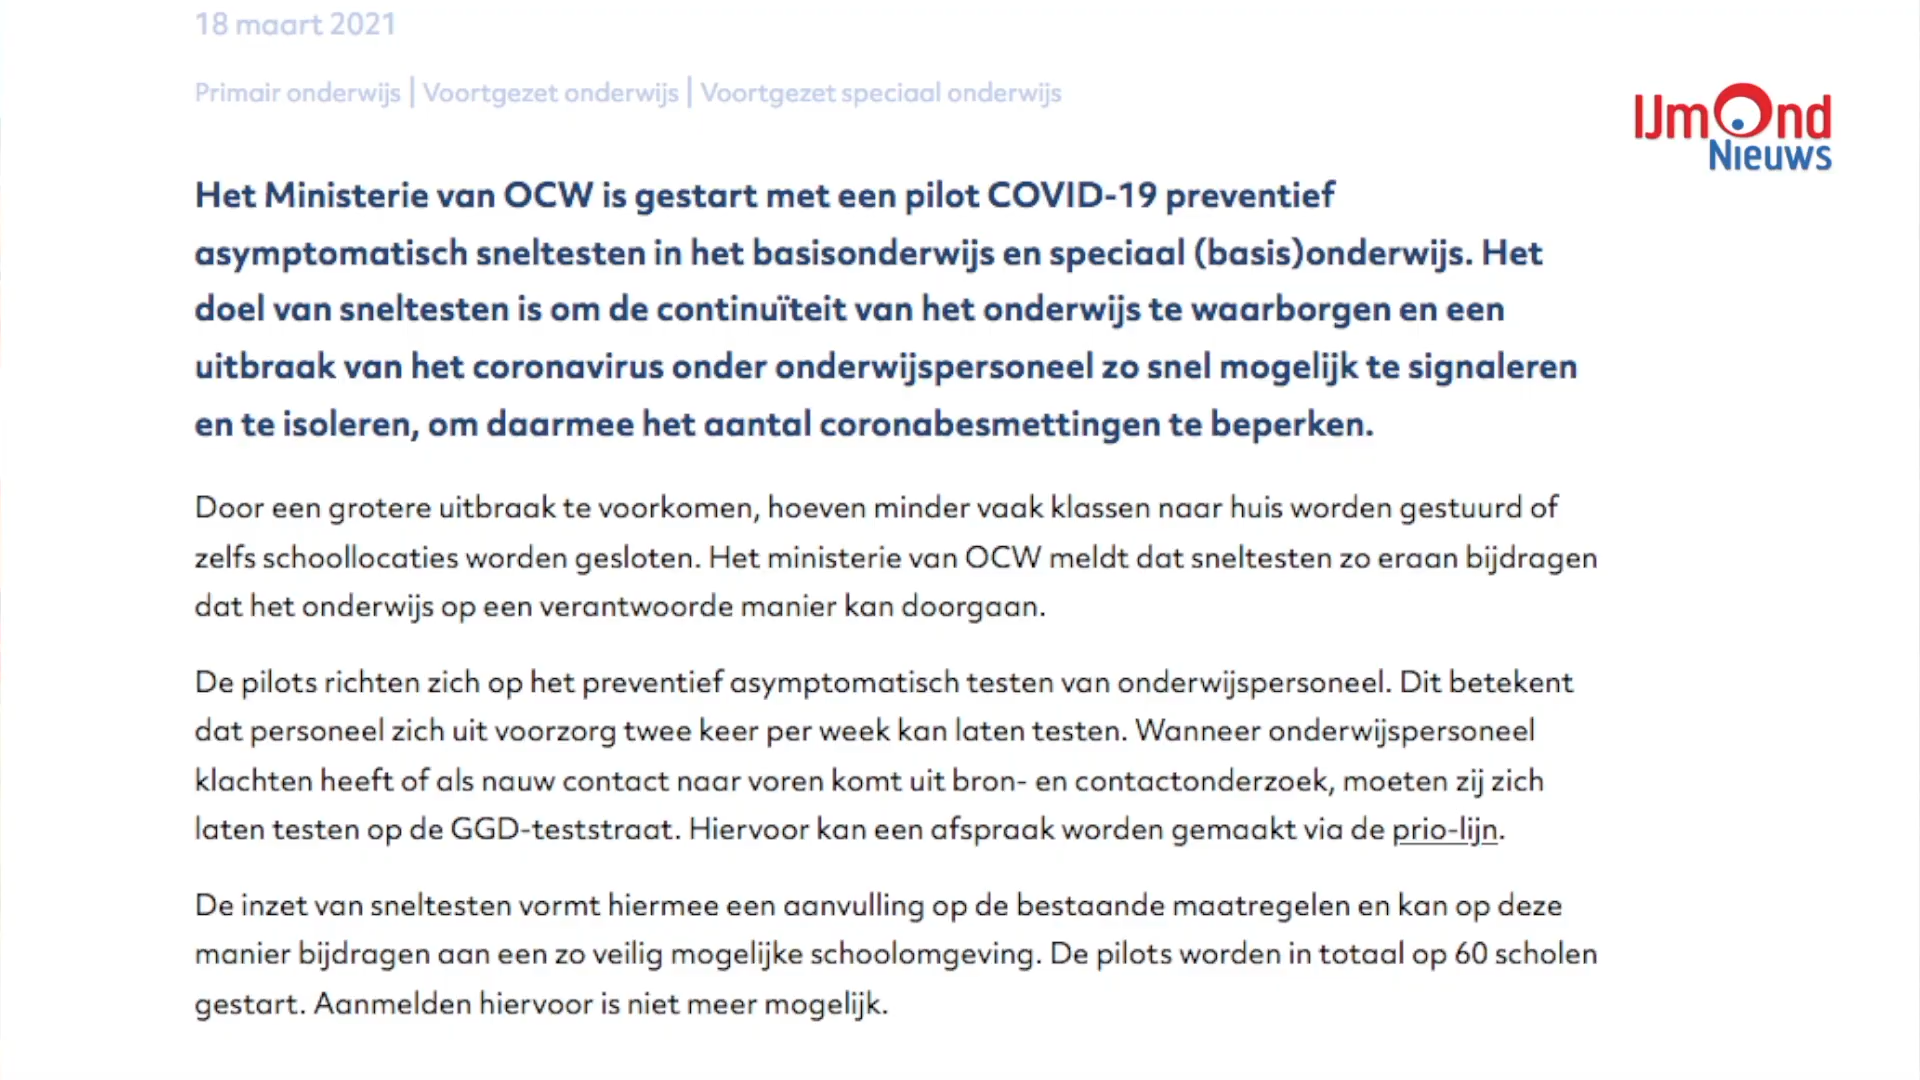 18 maart 2021
Primair onderwijs | Voortgezet onderwijs | Voortgezet speciaal onderwijs
IJmOnd
Nieuws
Het Ministerie van OCW is gestart met een pilot COVID-19 preventief
asymptomatisch sneltesten in het basisonderwijs en speciaal (basis)onderwijs. Het
doel van sneltesten is om de continuïteit van het onderwijs te waarborgen en een
uitbraak van het coronavirus onder onderwijspersoneel zo snel mogelijk te signaleren
en te isoleren, om daarmee het aantal coronabesmettingen te beperken.
Door een grotere uitbraak te voorkomen, hoeven minder vaak klassen naar huis worden gestuurd of
zelfs schoollocaties worden gesloten. Het ministerie van OCW meldt dat sneltesten zo eraan bijdragen
dat het onderwijs op een verantwoorde manier kan doorgaan.
De pilots richten zich op het preventief asymptomatisch testen van onderwijspersoneel. Dit betekent
dat personeel zich uit voorzorg twee keer per week kan laten testen. Wanneer onderwijspersoneel
klachten heeft of als nauw contact naar voren komt uit bron- en contactonderzoek, moeten zij zich
laten testen op de GGD-teststraat. Hiervoor kan een afspraak worden gemaakt via de prio-lijn.
De inzet van sneltesten vormt hiermee een aanvulling op de bestaande maatregelen en kan op deze
manier bijdragen aan een zo veilig mogelijke schoolomgeving. De pilots worden in totaal op 60 scholen
gestart. Aanmelden hiervoor is niet meer mogelijk.